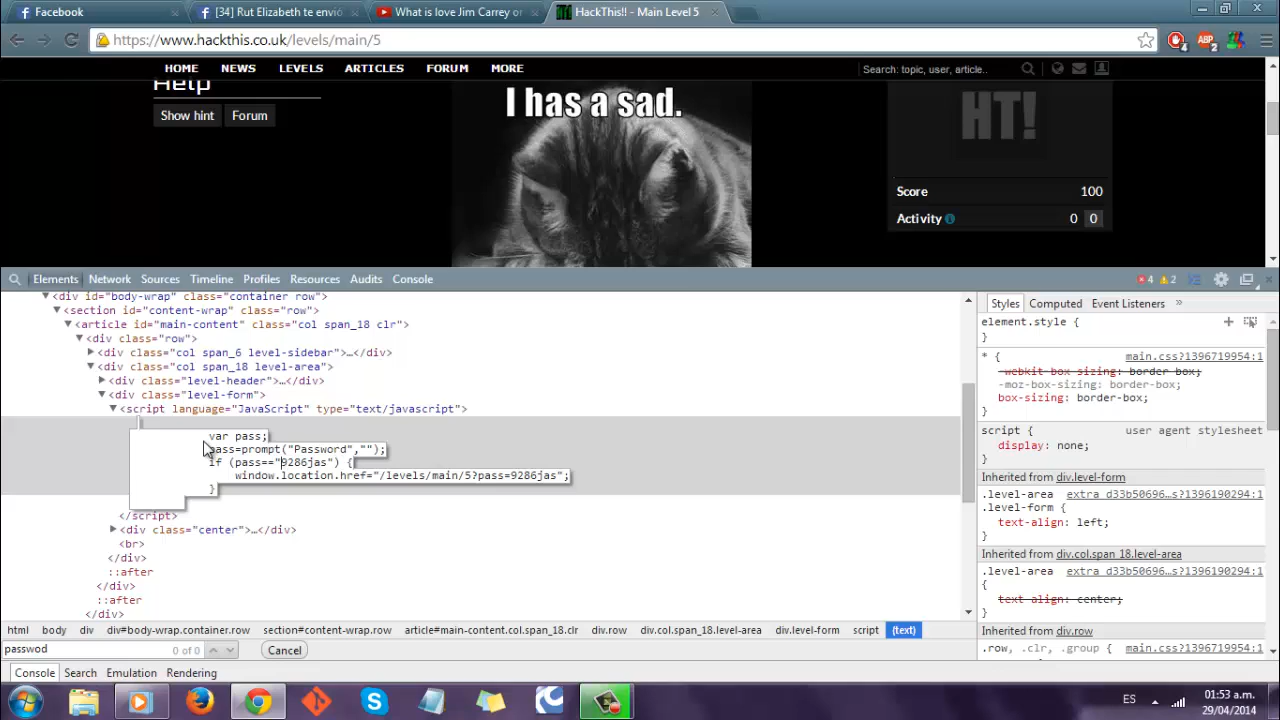 Facebook
[34] Rut Elizabeth te envió
What is love Jim Carrey or
HackThis!! - Main Level 5
https://www.hackthis.co.uk/levels/main/5
HOME NEWS LEVELS ARTICLES FORUM MORE
Search: topic, user, article..
Help
Show hint Forum
I has a sad.
HT!
Score 100
Activity 0 0
Elements Network Sources Timeline Profiles Resources Audits Console
4 2
<div id="body-wrap" class="container row">
<section id="content-wrap" class="row">
<article id="main-content" class="col span_18 clr">
<div class="row">
<div class="col span_6 level-sidebar">…</div>
<div class="col span_18 level-area">
<div class="level-header">…</div>
<div class="level-form">
<script language="JavaScript" type="text/javascript">
var pass;
pass=prompt("Password","");
if (pass=="9286jas") {
window.location.href="/levels/main/5?pass=9286jas";
}
</script>
<div class="center">…</div>
<br>
</div>
::after
</div>
::after
</div>
Styles Computed Event Listeners »
element.style {
}
* { main.css?1396719954:1
-webkit-box-sizing: border-box;
-moz-box-sizing: border-box;
box-sizing: border-box;
}
script { user agent stylesheet
display: none;
}
Inherited from div.level-form
.level-area extra_d33b50696…s?1396190294:1
.level-form {
text-align: left;
}
Inherited from div.col.span_18.level-area
.level-area extra_d33b50696…s?1396190294:1
{
text-align: center;
}
Inherited from div.row
.row, .clr, .group { main.css?1396719954:1
html body div div#body-wrap.container.row section#content-wrap.row article#main-content.col.span_18.clr div.row div.col.span_18.level-area div.level-form script (text)
passwod 0 of 0 Cancel
Console Search Emulation Rendering
ES 01:53 a.m.
29/04/2014